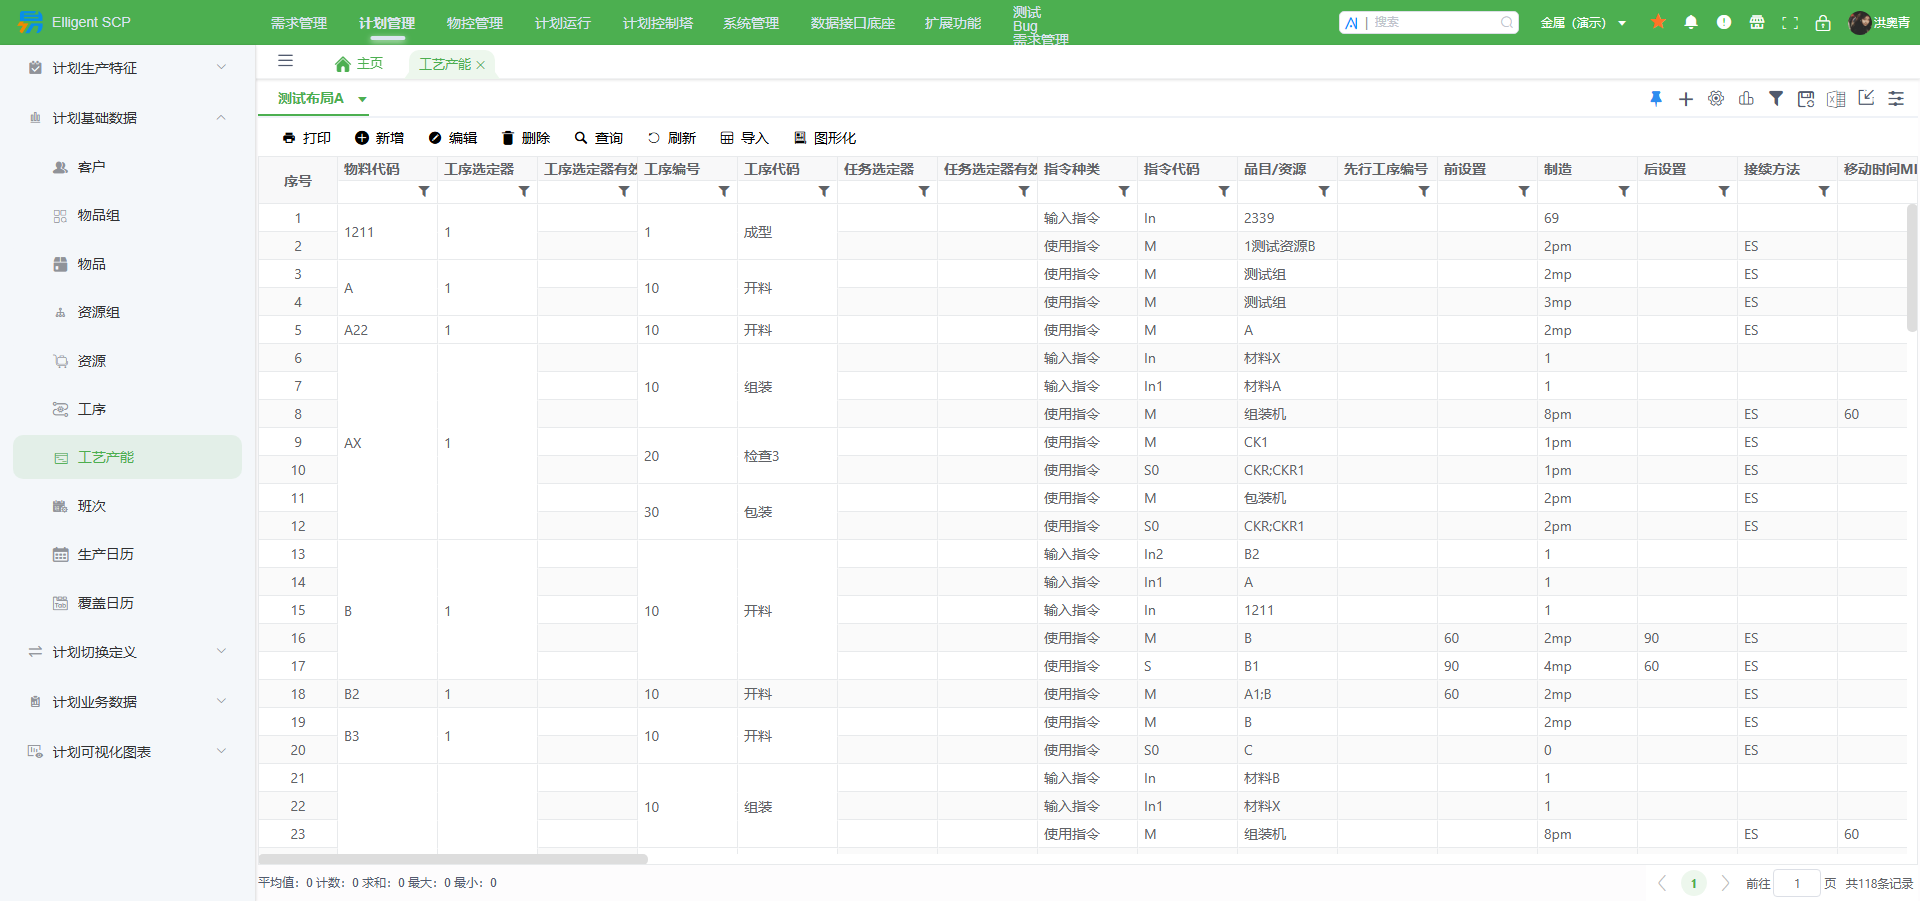 Elligent SCP
需求管理 计划管理 物控管理 计划运行 计划控制塔 系统管理 数据接口底座 扩展功能 测试
Bug
需求管理
AI | 搜索
金属（演示）
洪奥青
计划生产特征
计划基础数据
客户
物品组
物品
资源组
资源
工序
工艺产能
班次
生产日历
覆盖日历
计划切换定义
计划业务数据
计划可视化图表
主页 工艺产能
测试布局A
打印 新增 编辑 删除 查询 刷新 导入 图形化
序号 物料代码 工序选定器 工序选定器有效 工序编号 工序代码 任务选定器 任务选定器有效 指令种类 指令代码 品目/资源 先行工序编号 前设置 制造 后设置 接续方法 移动时间MI
1 1211 1 1 成型 输入指令 In 2339 69
2 使用指令 M 1测试资源B 2pm ES
3 A 1 10 开料 使用指令 M 测试组 2mp ES
4 使用指令 M 测试组 3mp ES
5 A22 1 10 开料 使用指令 M A 2mp ES
6 AX 1 10 组装 输入指令 In 材料X 1
7 输入指令 In1 材料A 1
8 使用指令 M 组装机 8pm ES 60
9 20 检查3 使用指令 M CK1 1pm ES
10 使用指令 S0 CKR;CKR1 1pm ES
11 30 包装 使用指令 M 包装机 2pm ES
12 使用指令 S0 CKR;CKR1 2pm ES
13 B 1 10 开料 输入指令 In2 B2 1
14 输入指令 In1 A 1
15 输入指令 In 1211 1
16 使用指令 M B 60 2mp 90 ES
17 使用指令 S B1 90 4mp 60 ES
18 B2 1 10 开料 使用指令 M A1;B 60 2mp ES
19 B3 1 10 开料 使用指令 M B 2mp ES
20 使用指令 S0 C 0 ES
21 10 组装 输入指令 In 材料B 1
22 输入指令 In1 材料X 1
23 使用指令 M 组装机 8pm ES 60
平均值：0 计数：0 求和：0 最大：0 最小：0
1 前往 1 页 共118条记录